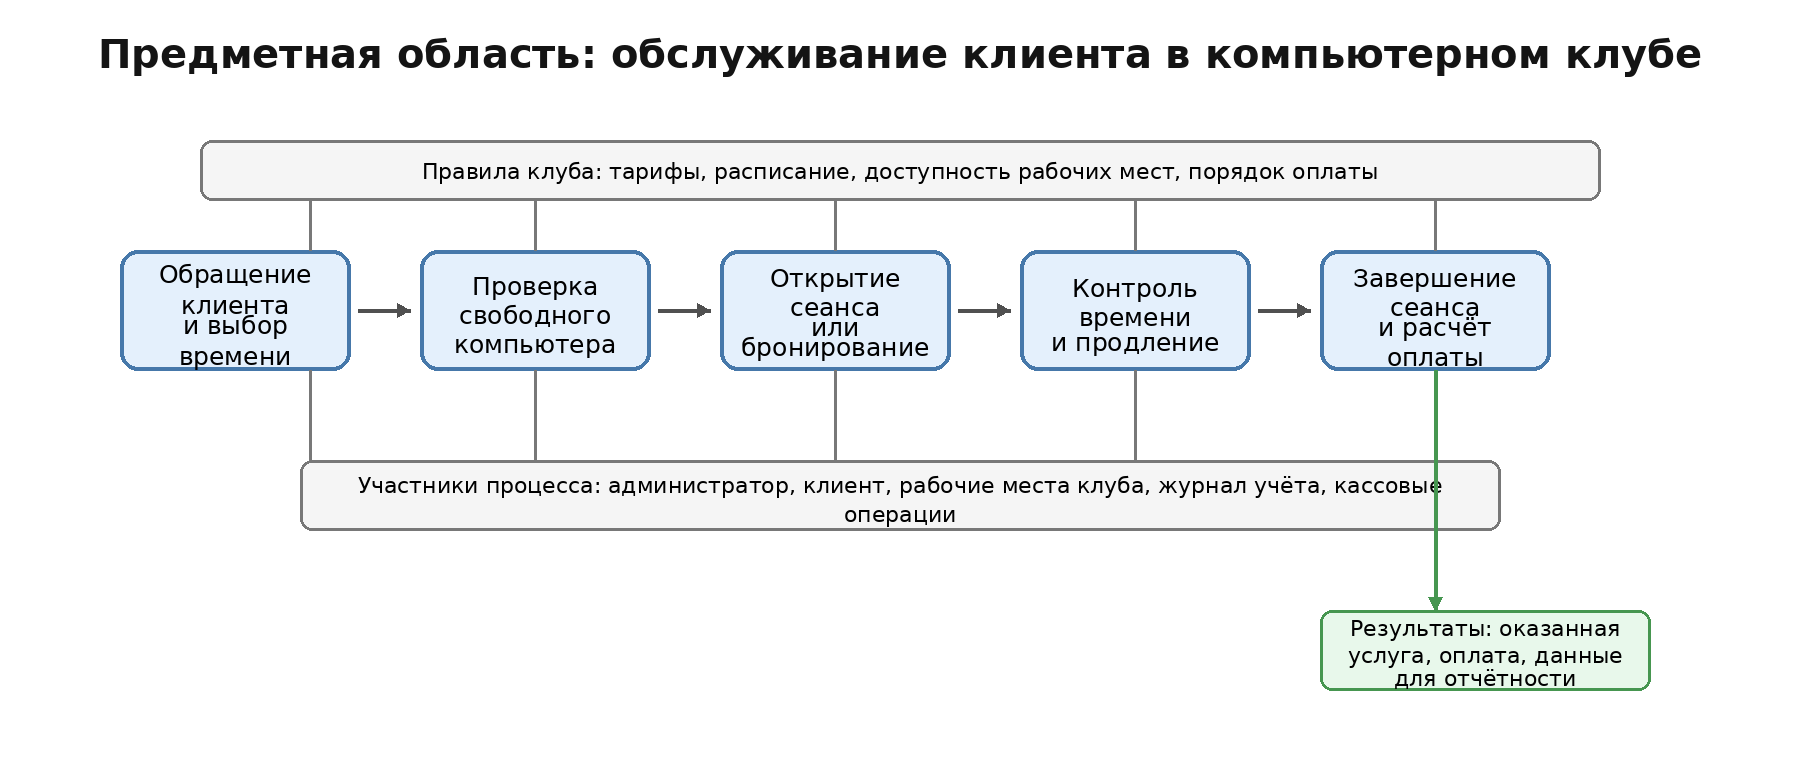 Предметная область: обслуживание клиента в компьютерном клубе
Правила клуба: тарифы, расписание, доступность рабочих мест, порядок оплаты
Обращение
клиента
и выбор
времени
Проверка
свободного
компьютера
Открытие
сеанса
или
бронирование
Контроль
времени
и продление
Завершение
сеанса
и расчёт
оплаты
Участники процесса: администратор, клиент, рабочие места клуба, журнал учёта, кассовые
операции
Результаты: оказанная
услуга, оплата, данные
для отчётности